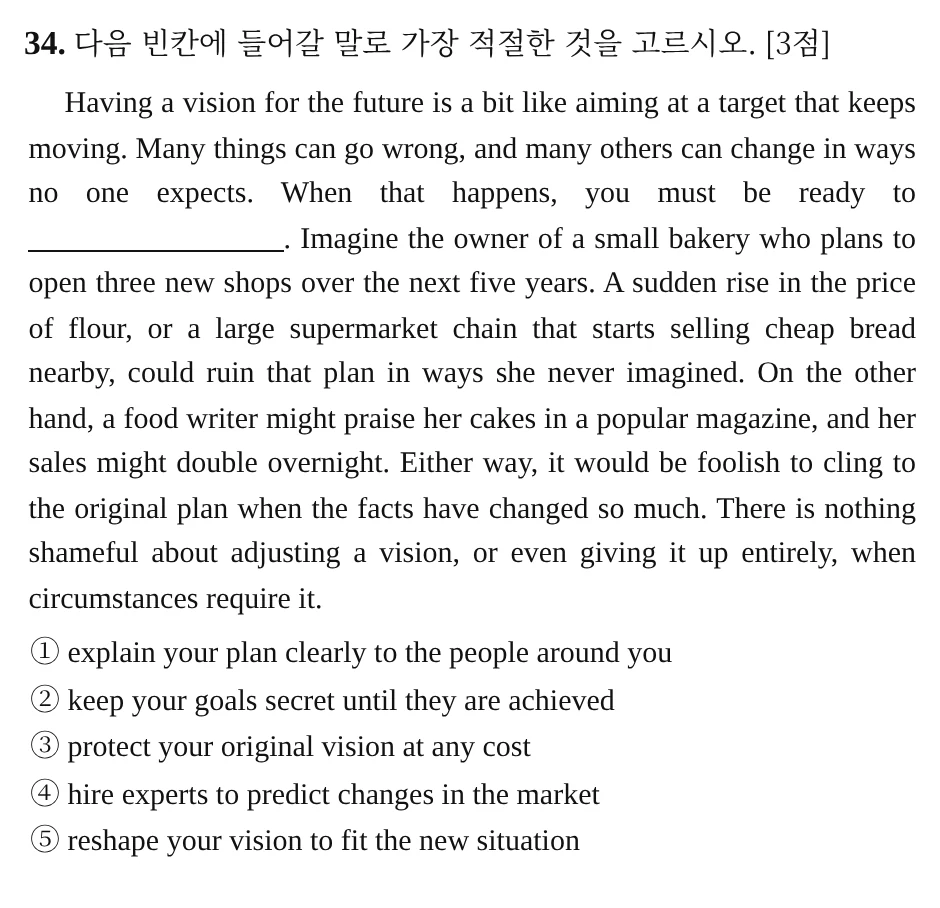 34. 다음 빈칸에 들어갈 말로 가장 적절한 것을 고르시오. [3점]
Having a vision for the future is a bit like aiming at a target that keeps
moving. Many things can go wrong, and many others can change in ways
no one expects. When that happens, you must be ready to
. Imagine the owner of a small bakery who plans to
open three new shops over the next five years. A sudden rise in the price
of flour, or a large supermarket chain that starts selling cheap bread
nearby, could ruin that plan in ways she never imagined. On the other
hand, a food writer might praise her cakes in a popular magazine, and her
sales might double overnight. Either way, it would be foolish to cling to
the original plan when the facts have changed so much. There is nothing
shameful about adjusting a vision, or even giving it up entirely, when
circumstances require it.
① explain your plan clearly to the people around you
② keep your goals secret until they are achieved
③ protect your original vision at any cost
④ hire experts to predict changes in the market
⑤ reshape your vision to fit the new situation